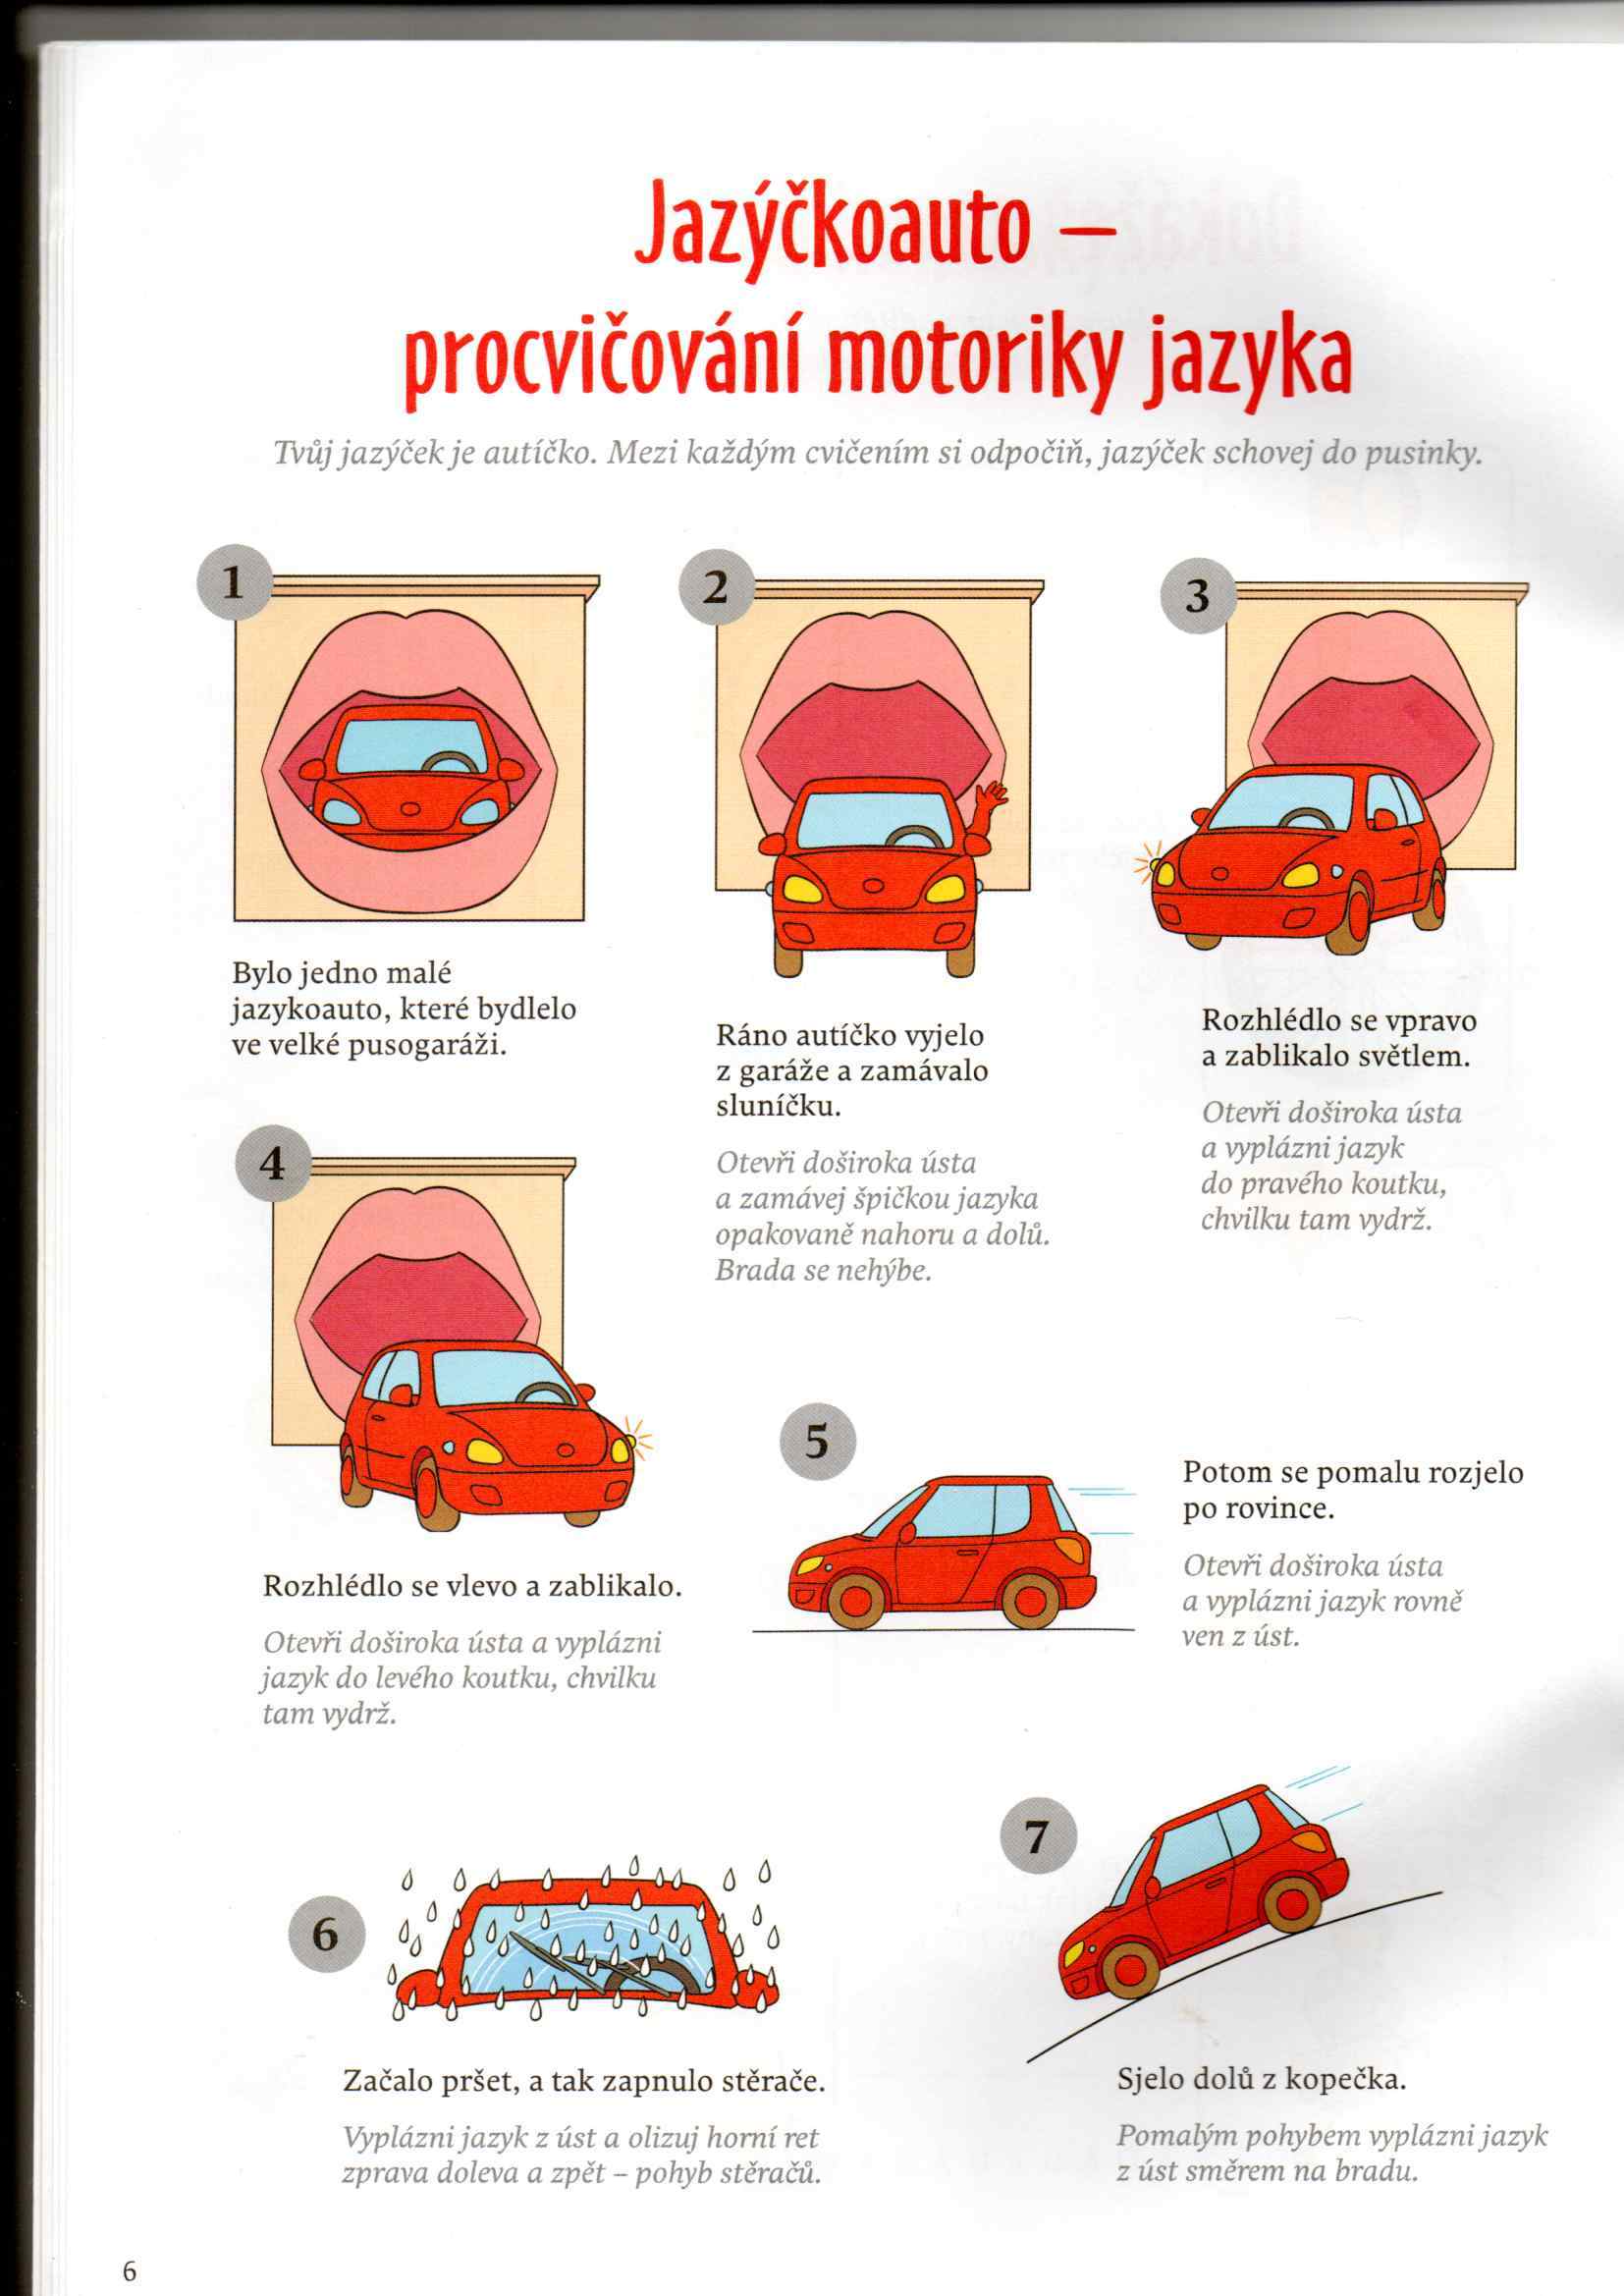 Jazýčkoauto –
procvičování motoriky jazyka
Tvůj jazýček je autíčko. Mezi každým cvičením si odpočiň, jazýček schovej do pusinky.
1
Bylo jedno malé
jazykoauto, které bydlelo
ve velké pusogaráži.
2
Ráno autíčko vyjelo
z garáže a zamávalo
sluníčku.
Otevři doširoka ústa
a zamávej špičkou jazyka
opakovaně nahoru a dolů.
Brada se nehýbe.
3
Rozhlédlo se vpravo
a zablikalo světlem.
Otevři doširoka ústa
a vyplázni jazyk
do pravého koutku,
chvilku tam vydrž.
4
Rozhlédlo se vlevo a zablikalo.
Otevři doširoka ústa a vyplázni
jazyk do levého koutku, chvilku
tam vydrž.
5
Potom se pomalu rozjelo
po rovince.
Otevři doširoka ústa
a vyplázni jazyk rovně
ven z úst.
6
Začalo pršet, a tak zapnulo stěrače.
Vyplázni jazyk z úst a olizuj horní ret
zprava doleva a zpět – pohyb stěračů.
7
Sjelo dolů z kopečka.
Pomalým pohybem vyplázni jazyk
z úst směrem na bradu.
6